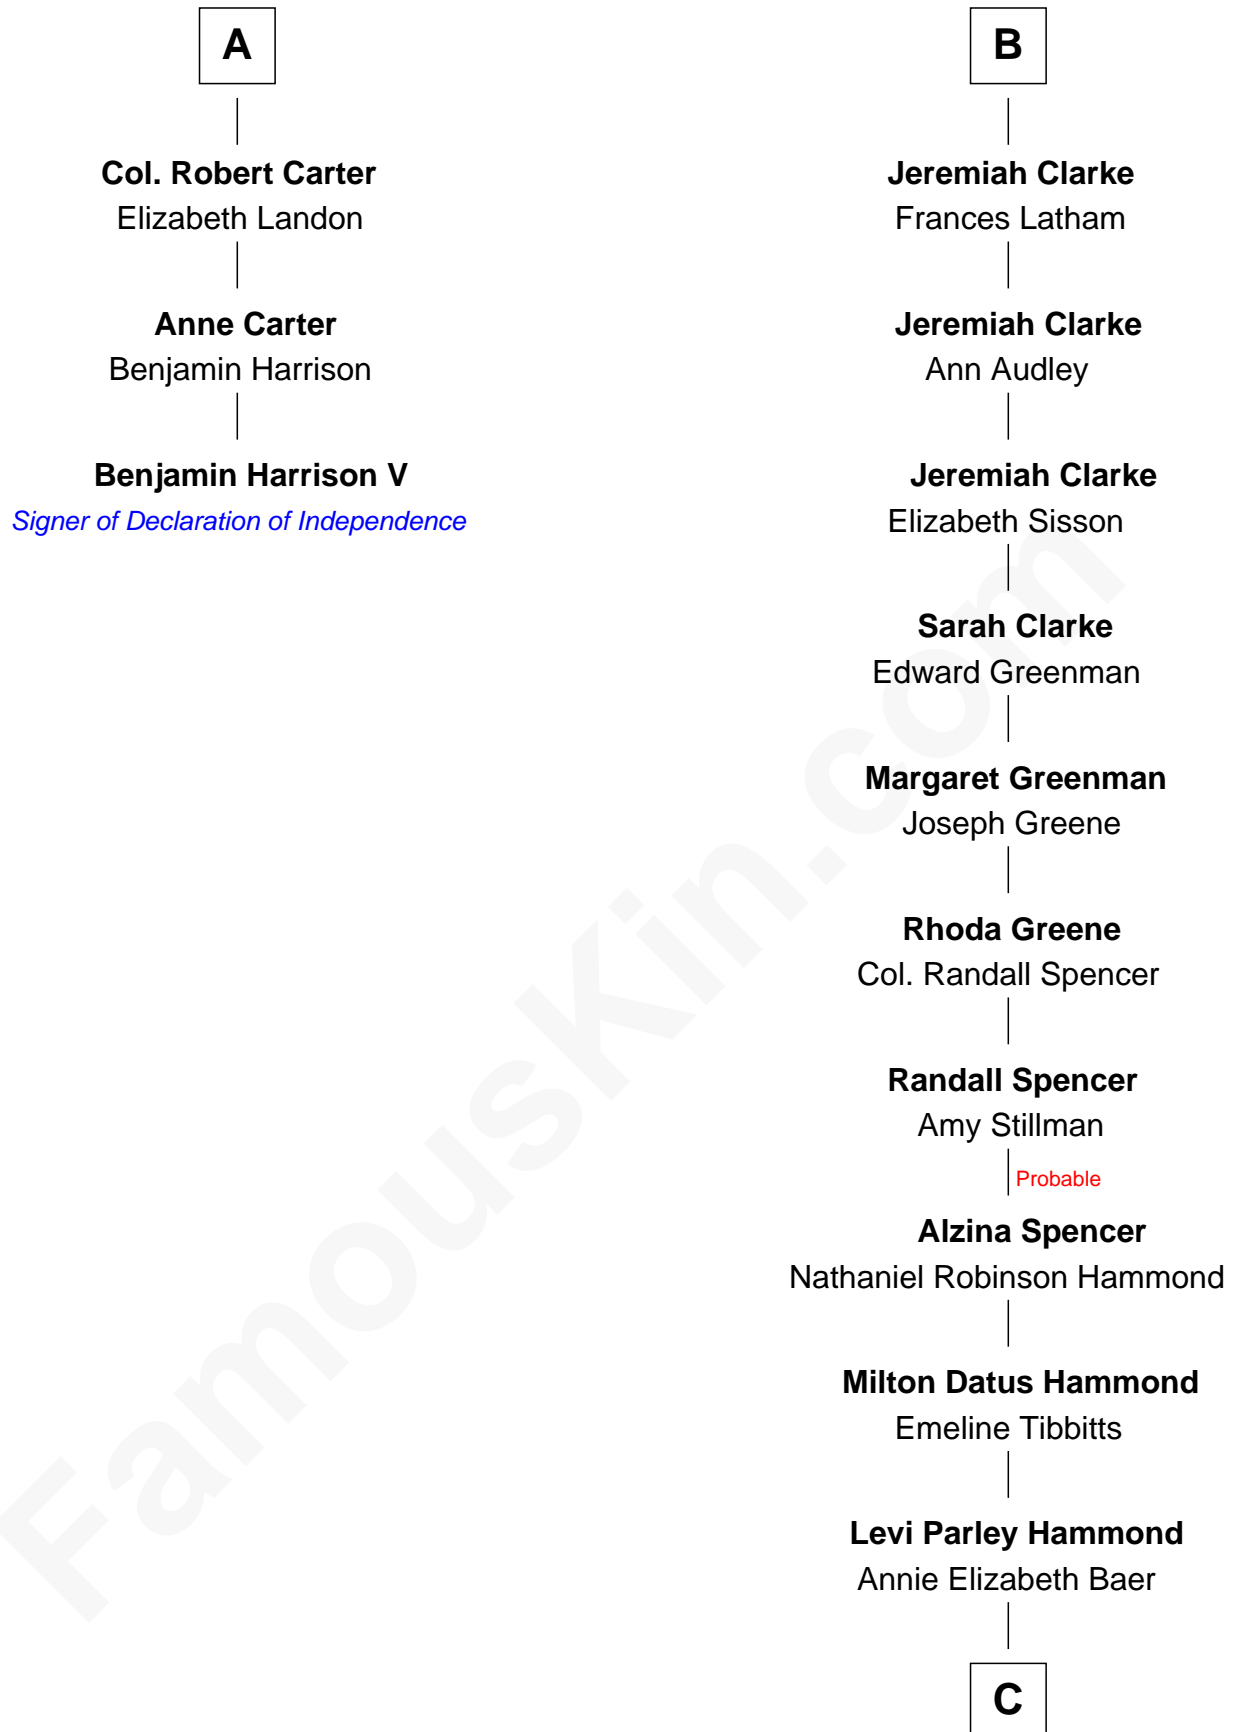 A
Col. Robert Carter
Elizabeth Landon
Anne Carter
Benjamin Harrison
Benjamin Harrison V
Signer of Declaration of Independence
B
Jeremiah Clarke
Frances Latham
Jeremiah Clarke
Ann Audley
Jeremiah Clarke
Elizabeth Sisson
Sarah Clarke
Edward Greenman
Margaret Greenman
Joseph Greene
Rhoda Greene
Col. Randall Spencer
Randall Spencer
Amy Stillman
Probable
Alzina Spencer
Nathaniel Robinson Hammond
Milton Datus Hammond
Emeline Tibbitts
Levi Parley Hammond
Annie Elizabeth Baer
C
FamousKin.com